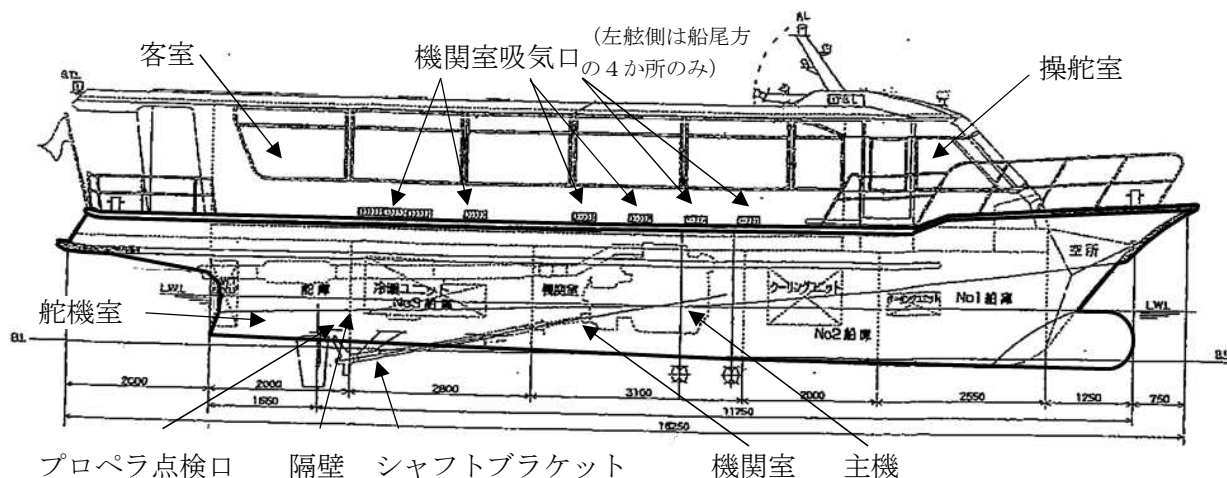 （左舷側は船尾方
の４か所のみ）
客室
機関室吸気口
操舵室
空所
舵庫
冷凍ユニット
No3船庫
機関室
クーリングユニット
No1船庫
No2船庫
L.W.L
L.W.L
舵機室
2000
2000
2800
3100
2000
2550
1250
750
1650
11750
16250
プロペラ点検口
隔壁
シャフトブラケット
機関室
主機